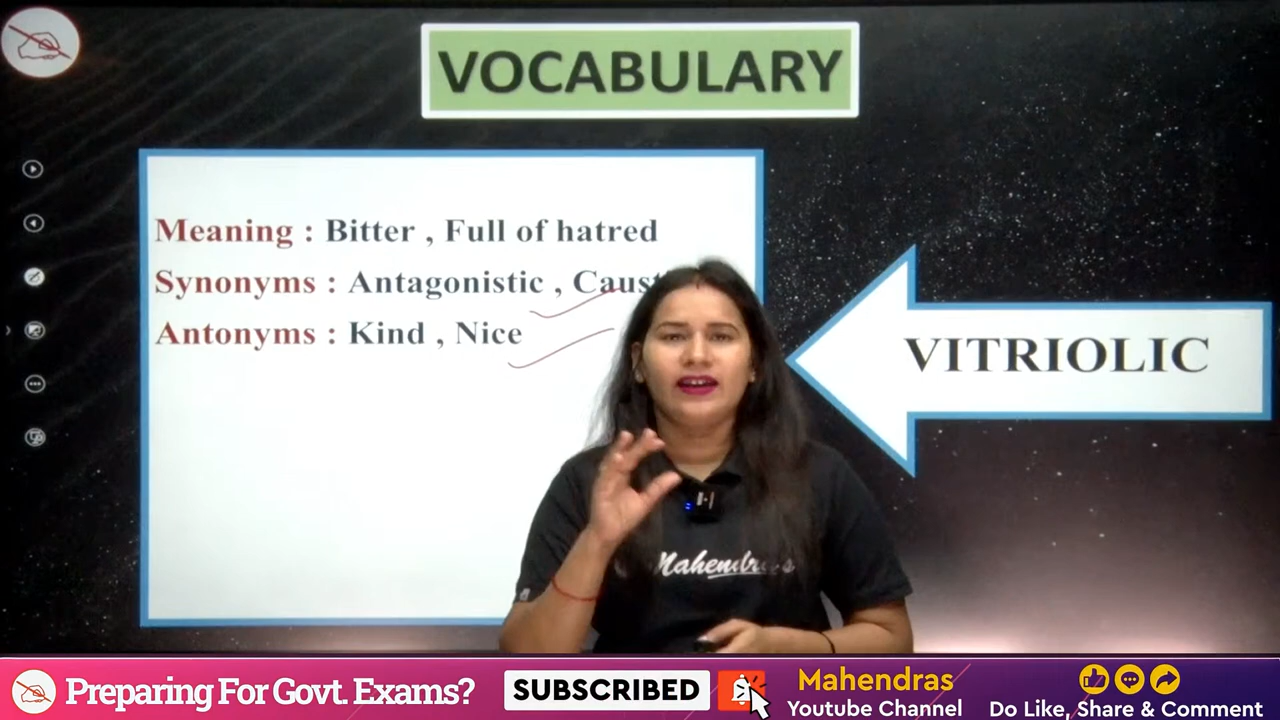 VOCABULARY
Meaning : Bitter , Full of hatred
Synonyms : Antagonistic ,
Antonyms : Kind , Nice
VITRIOLIC
Mahendra's
Preparing For Govt. Exams?
SUBSCRIBED
Mahendras
Youtube Channel
Do Like, Share & Comment